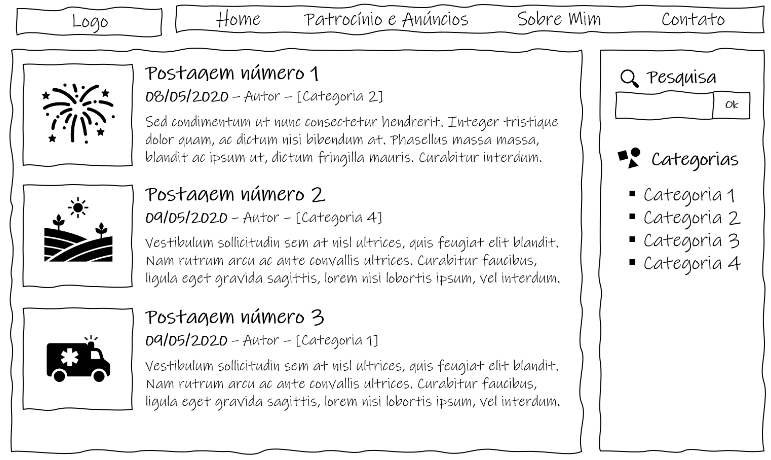 Logo
Home Patrocínio e Anúncios Sobre Mim Contato
Postagem número 1
08/05/2020 – Autor – [Categoria 2]
Sed condimentum ut nunc consectetur hendrerit. Integer tristique
dolor quam, ac dictum nisi bibendum at. Phasellus massa massa,
blandit ac ipsum ut, dictum fringilla mauris. Curabitur interdum.
Postagem número 2
09/05/2020 – Autor – [Categoria 4]
Vestibulum sollicitudin sem at nisl ultrices, quis feugiat elit blandit.
Nam rutrum arcu ac ante convallis ultrices. Curabitur faucibus,
ligula eget gravida sagittis, lorem nisi lobortis ipsum, vel interdum.
Postagem número 3
09/05/2020 – Autor – [Categoria 1]
Vestibulum sollicitudin sem at nisl ultrices, quis feugiat elit blandit.
Nam rutrum arcu ac ante convallis ultrices. Curabitur faucibus,
ligula eget gravida sagittis, lorem nisi lobortis ipsum, vel interdum.
Pesquisa
Ok
Categorias
Categoria 1
Categoria 2
Categoria 3
Categoria 4